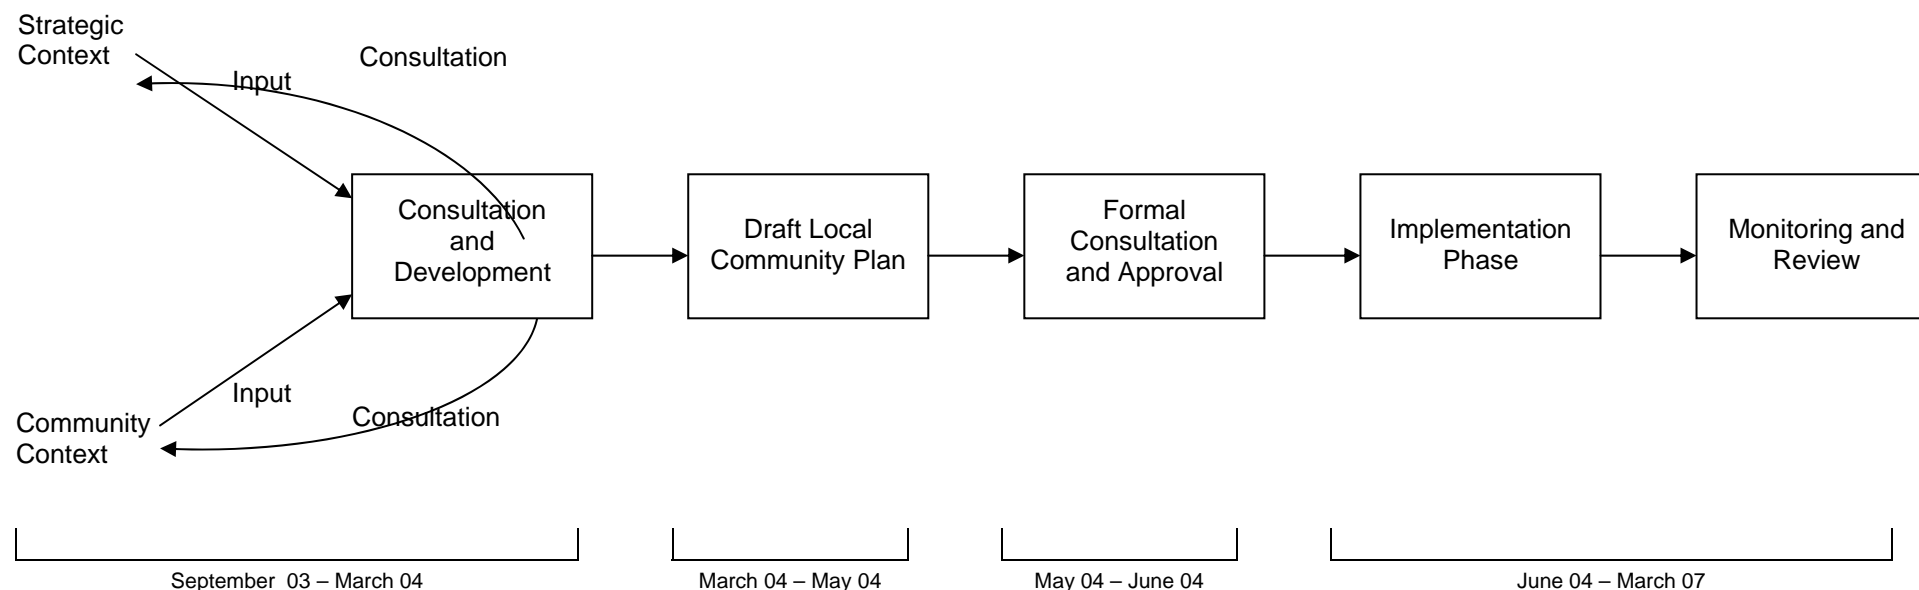 Strategic
Context
Consultation
Input
Consultation
and
Development
Draft Local
Community Plan
Formal
Consultation
and Approval
Implementation
Phase
Monitoring and
Review
Input
Consultation
Community
Context
September  03 – March 04
March 04 – May 04
May 04 – June 04
June 04 – March 07